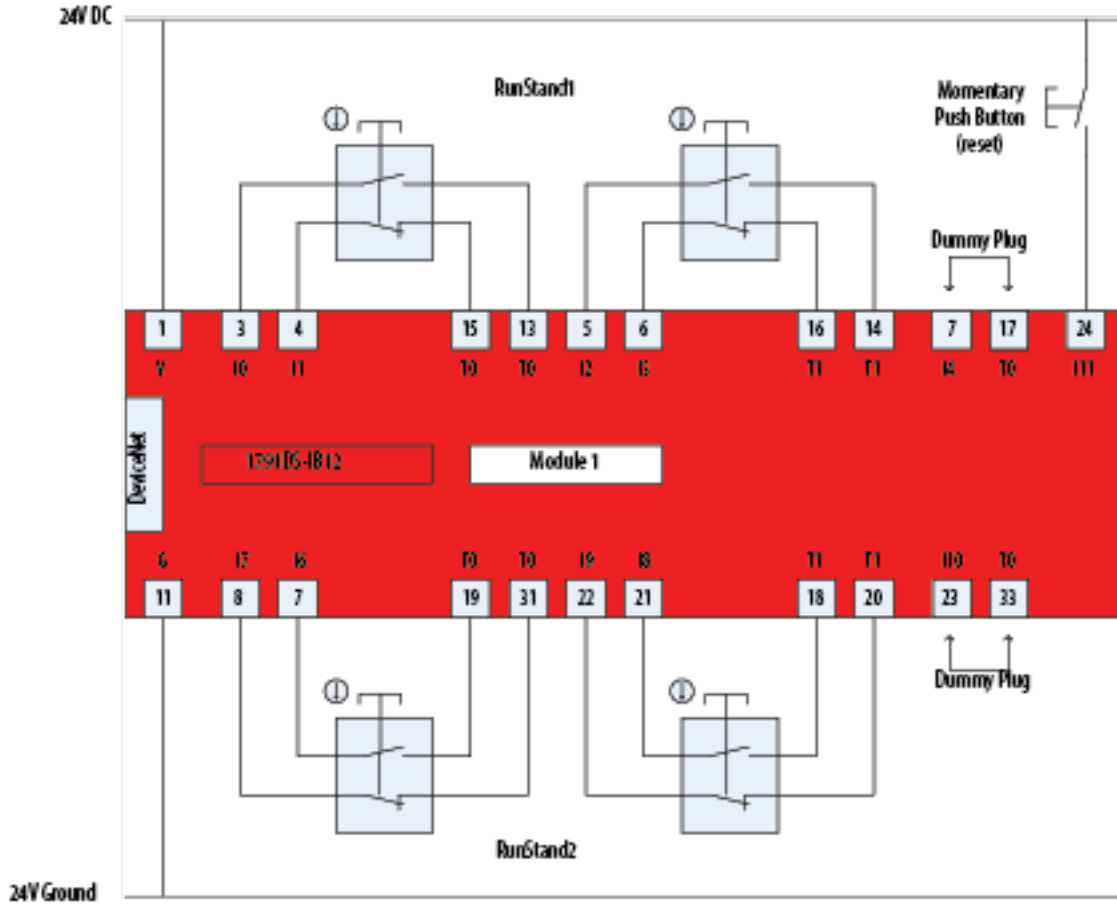 24V DC
RunStand1
Momentary
Push Button
(reset)
Dummy Plug
1 3 4 15 13 5 6 16 14 7 17 24
V I0 I1 T0 T0 I2 I3 T1 T1 I4 T0 I11
DeviceNet
1791DS-IB12
Module 1
G I7 I6 T0 T0 I9 I8 T1 T1 I10 T0
11 8 7 19 31 22 21 18 20 23 33
Dummy Plug
RunStand2
24V Ground